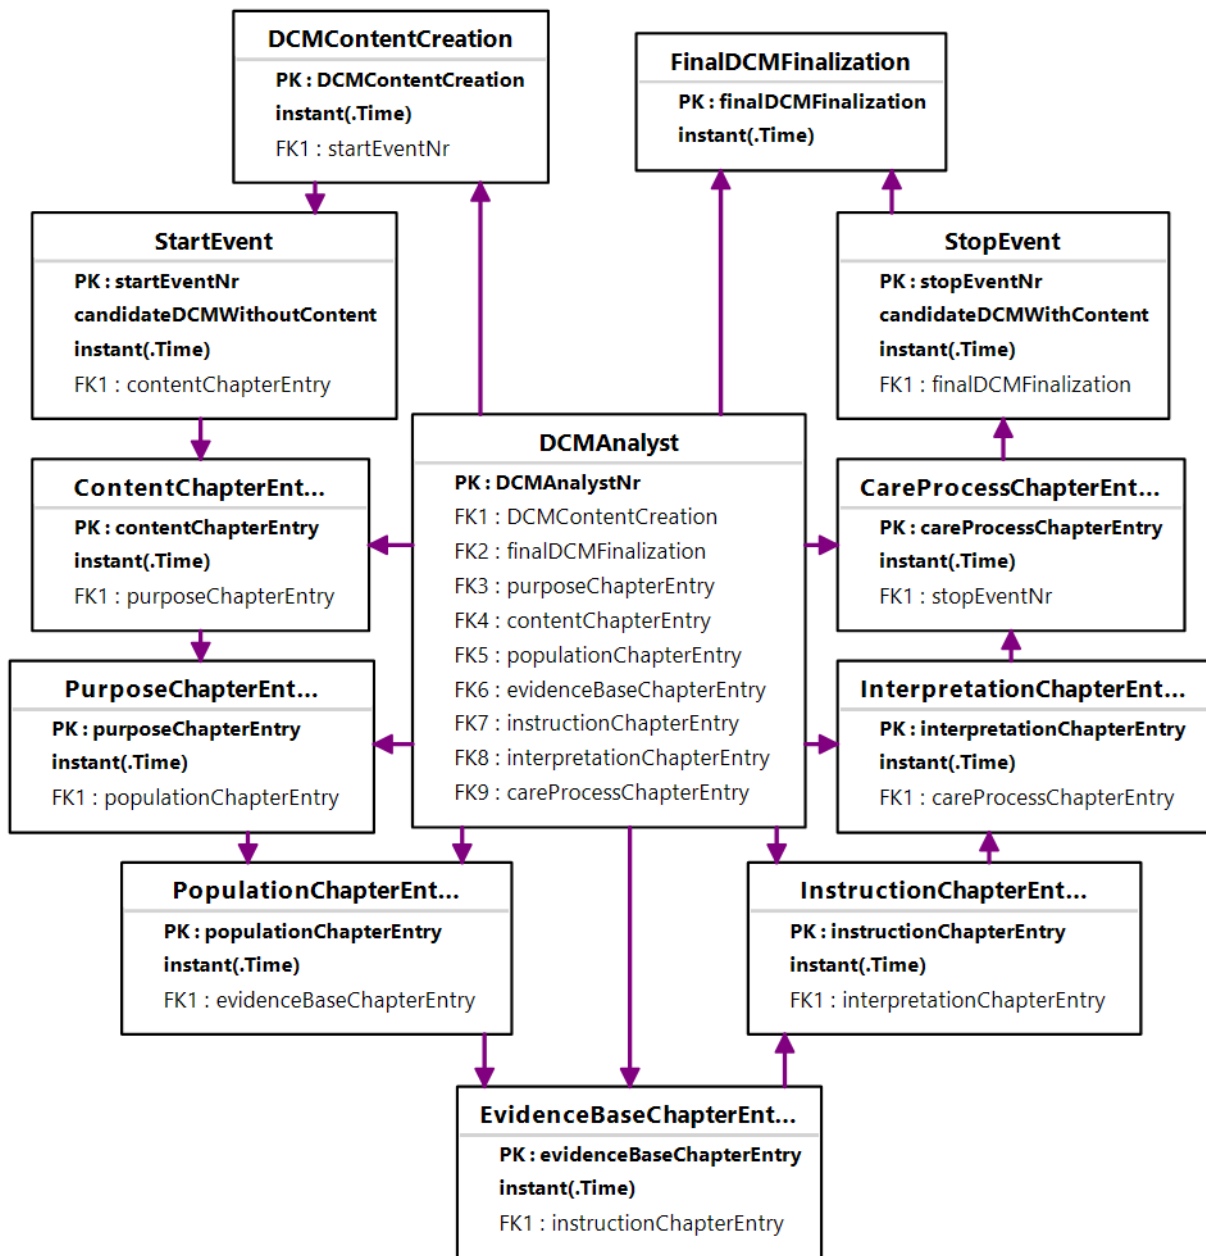 DCMContentCreation
PK : DCMContentCreation
instant(.Time)
FK1 : startEventNr
FinalDCMFinalization
PK : finalDCMFinalization
instant(.Time)
StartEvent
PK : startEventNr
candidateDCMWithoutContent
instant(.Time)
FK1 : contentChapterEntry
StopEvent
PK : stopEventNr
candidateDCMWithContent
instant(.Time)
FK1 : finalDCMFinalization
DCMAnalyst
PK : DCMAnalystNr
FK1 : DCMContentCreation
FK2 : finalDCMFinalization
FK3 : purposeChapterEntry
FK4 : contentChapterEntry
FK5 : populationChapterEntry
FK6 : evidenceBaseChapterEntry
FK7 : instructionChapterEntry
FK8 : interpretationChapterEntry
FK9 : careProcessChapterEntry
ContentChapterEnt...
PK : contentChapterEntry
instant(.Time)
FK1 : purposeChapterEntry
CareProcessChapterEnt...
PK : careProcessChapterEntry
instant(.Time)
FK1 : stopEventNr
PurposeChapterEnt...
PK : purposeChapterEntry
instant(.Time)
FK1 : populationChapterEntry
InterpretationChapterEnt...
PK : interpretationChapterEntry
instant(.Time)
FK1 : careProcessChapterEntry
PopulationChapterEnt...
PK : populationChapterEntry
instant(.Time)
FK1 : evidenceBaseChapterEntry
InstructionChapterEnt...
PK : instructionChapterEntry
instant(.Time)
FK1 : interpretationChapterEntry
EvidenceBaseChapterEnt...
PK : evidenceBaseChapterEntry
instant(.Time)
FK1 : instructionChapterEntry